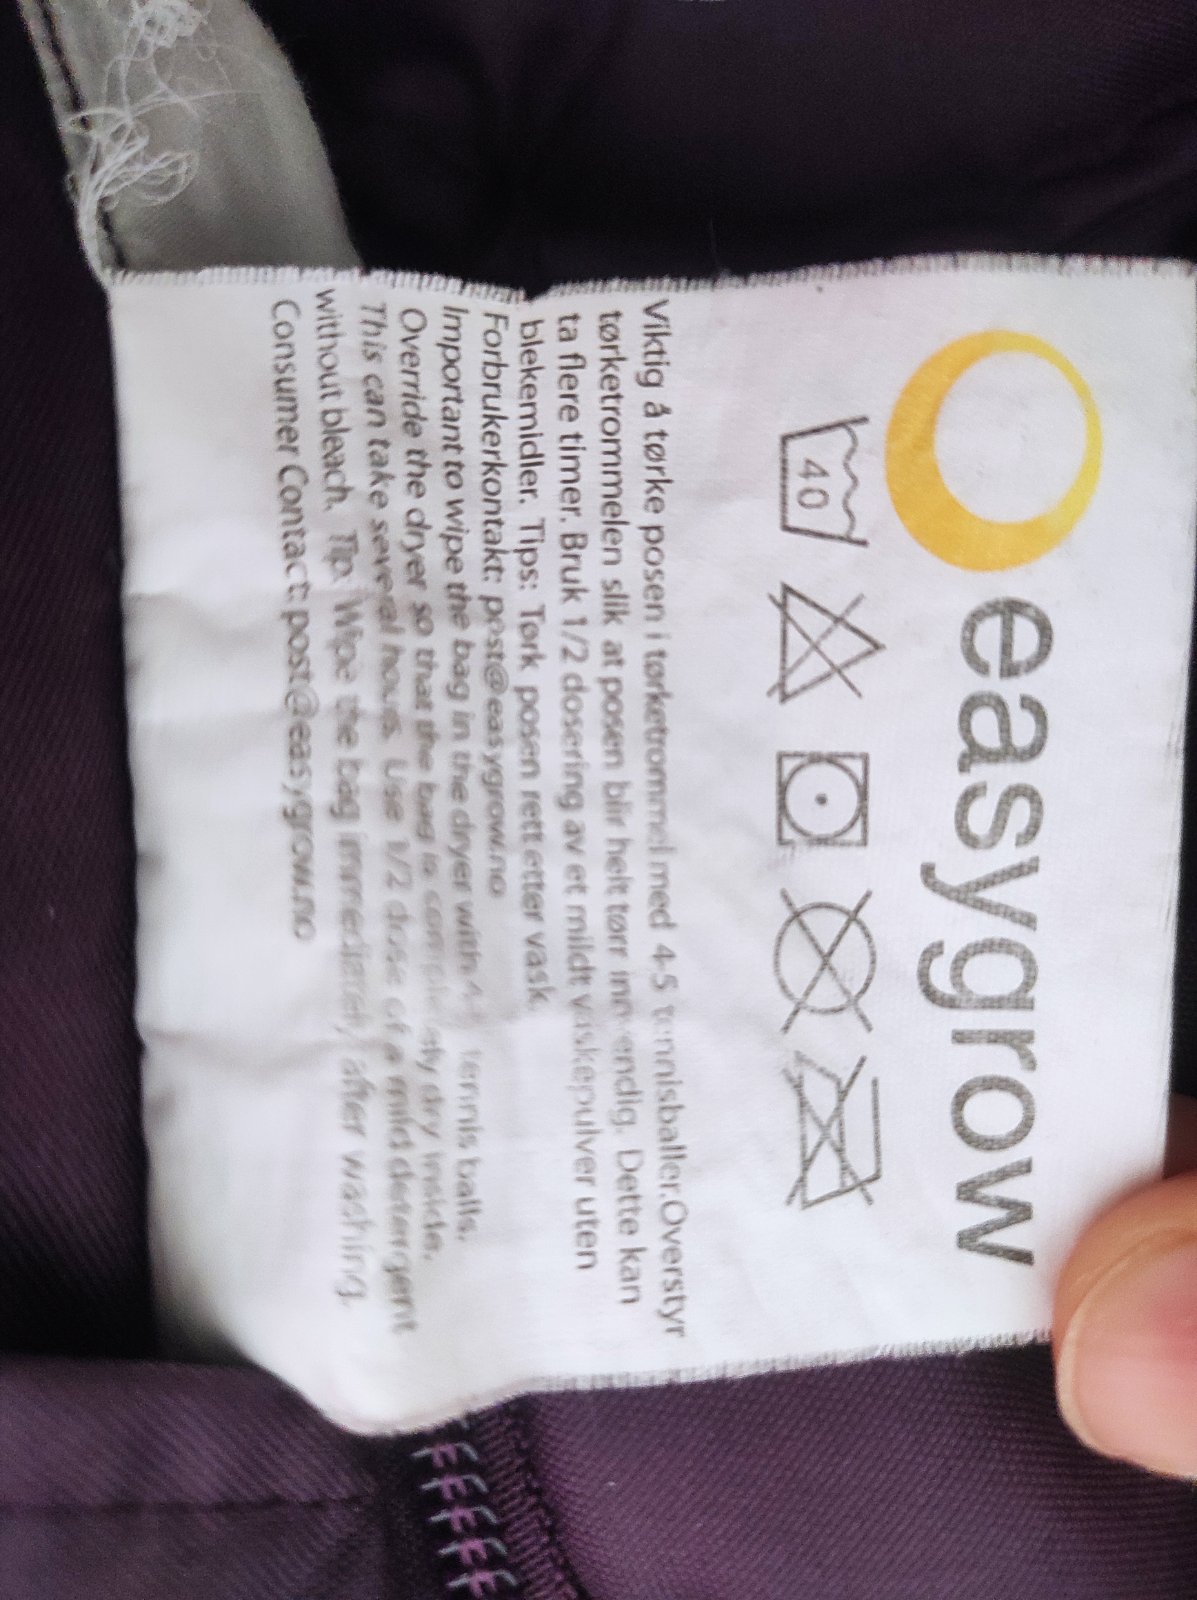 easygrow
40
Viktig å tørke posen i tørketrommel med 4-5 tennisballer.Overstyr
tørketrommelen slik at posen blir helt tørr innvendig. Dette kan
ta flere timer. Bruk 1/2 dosering av et mildt vaskepulver uten
blekemidler. Tips: Tørk posen rett etter vask.
Forbrukerkontakt: post@easygrow.no
Important to wipe the bag in the dryer with 4-5 tennis balls.
Override the dryer so that the bag is completely dry inside.
This can take several hours. Use 1/2 dose of a mild detergent
without bleach. Tip. Wipe the bag immediately after washing.
Consumer Contact: post@easygrow.no